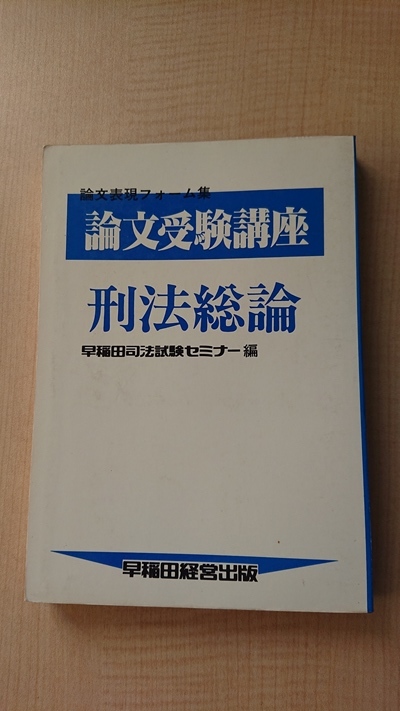 論文表現フォーム集
論文受験講座
刑法総論
早稲田司法試験セミナー編
早稲田経営出版